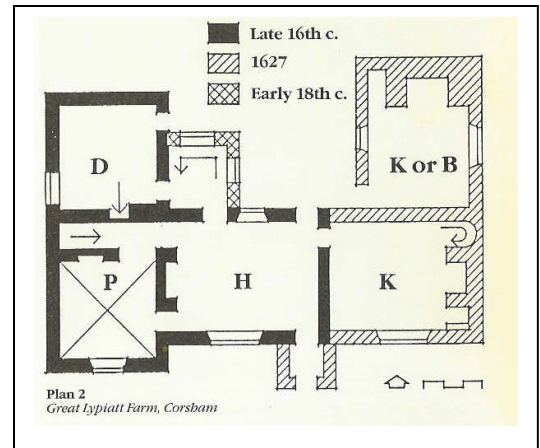 Late 16th c.
1627
Early 18th c.
D
K or B
P
H
K
Plan 2
Great Lypiatt Farm, Corsham